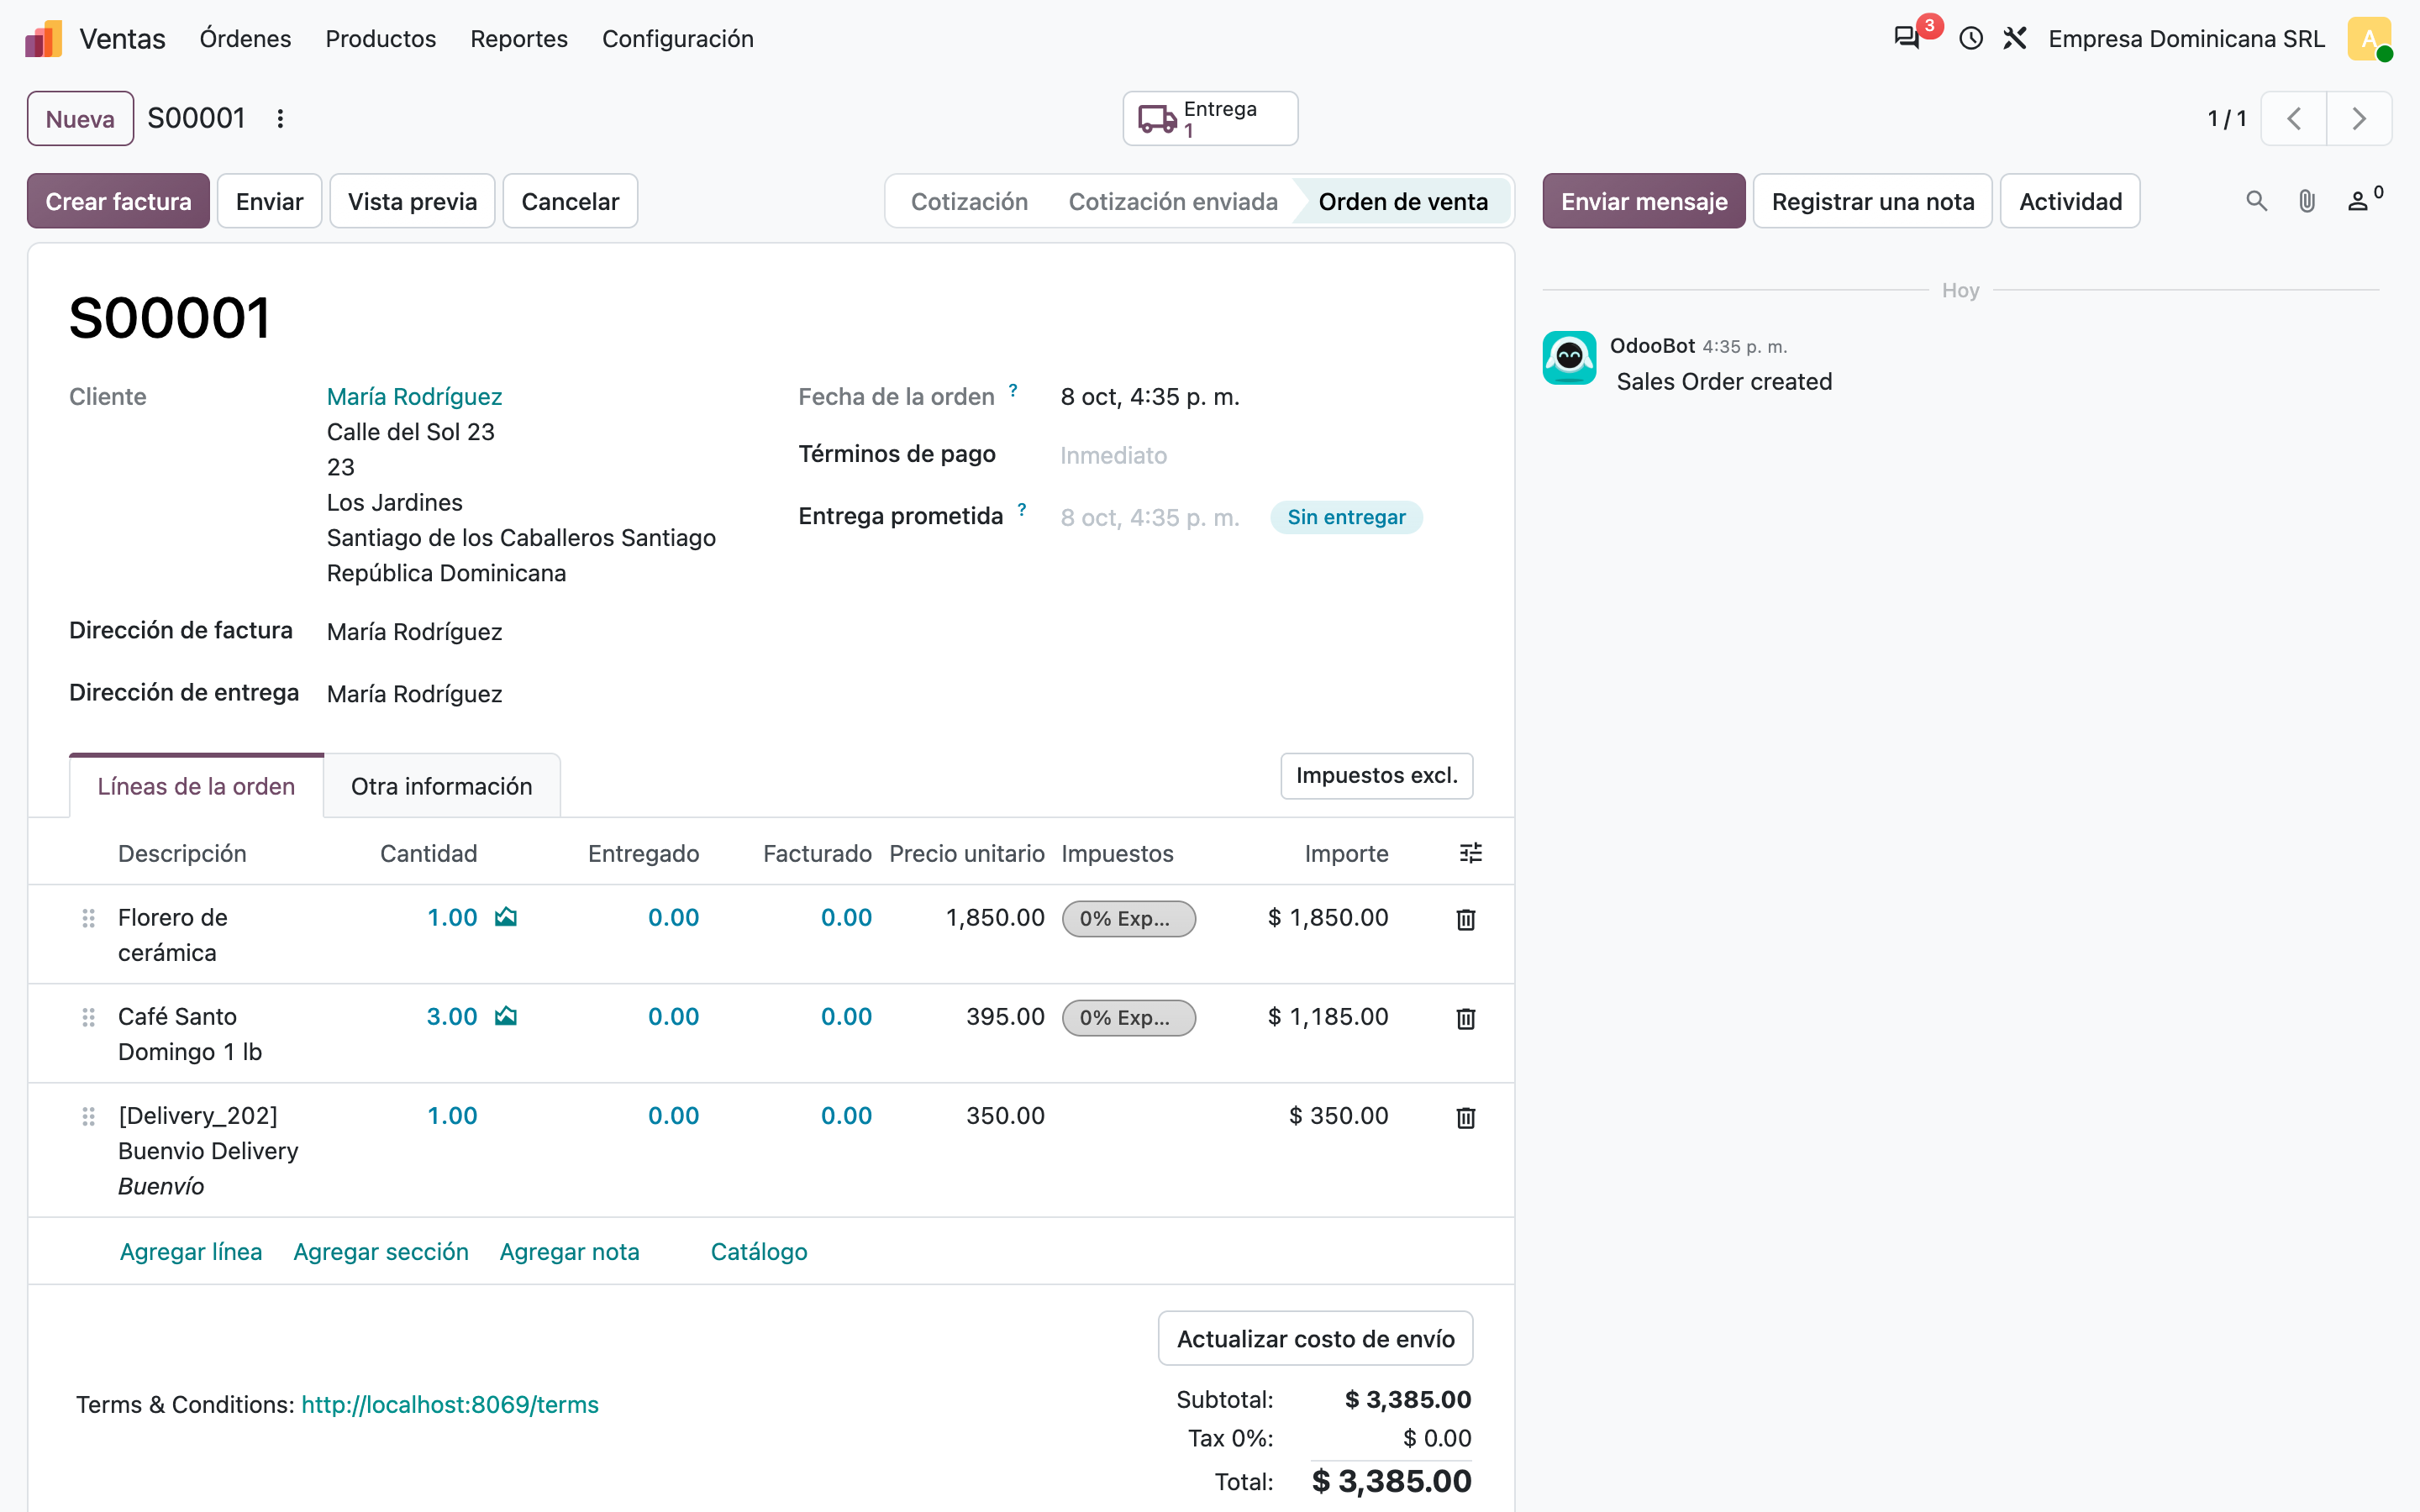 Ventas Órdenes Productos Reportes Configuración 3 Empresa Dominicana SRL A
Nueva S00001 Entrega 1 1 / 1
Crear factura Enviar Vista previa Cancelar Cotización Cotización enviada Orden de venta Enviar mensaje Registrar una nota Actividad 0
Hoy
S00001
OdooBot 4:35 p. m.
Sales Order created
Cliente María Rodríguez
Calle del Sol 23
23
Los Jardines
Santiago de los Caballeros Santiago
República Dominicana
Fecha de la orden ? 8 oct, 4:35 p. m.
Términos de pago Inmediato
Entrega prometida ? 8 oct, 4:35 p. m. Sin entregar
Dirección de factura María Rodríguez
Dirección de entrega María Rodríguez
Líneas de la orden Otra información Impuestos excl.
Descripción Cantidad Entregado Facturado Precio unitario Impuestos Importe
Florero de cerámica 1.00 0.00 0.00 1,850.00 0% Exp... $ 1,850.00
Café Santo Domingo 1 lb 3.00 0.00 0.00 395.00 0% Exp... $ 1,185.00
[Delivery_202] Buenvio Delivery 1.00 0.00 0.00 350.00 $ 350.00
Buenvío
Agregar línea Agregar sección Agregar nota Catálogo
Actualizar costo de envío
Terms & Conditions: http://localhost:8069/terms
Subtotal: $ 3,385.00
Tax 0%: $ 0.00
Total: $ 3,385.00